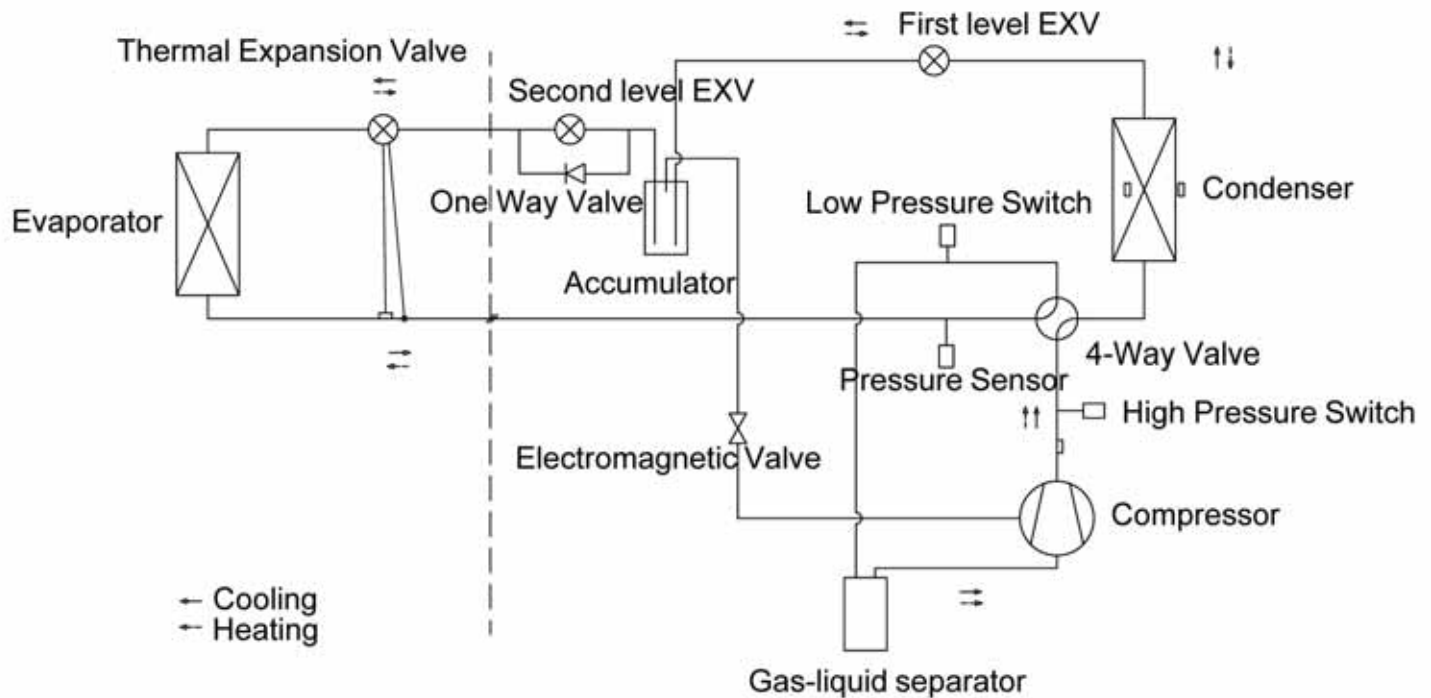 First level EXV
Thermal Expansion Valve
Second level EXV
Condenser
One Way Valve
Low Pressure Switch
Evaporator
Accumulator
4-Way Valve
Pressure Sensor
High Pressure Switch
Electromagnetic Valve
Compressor
Cooling
Heating
Gas-liquid separator